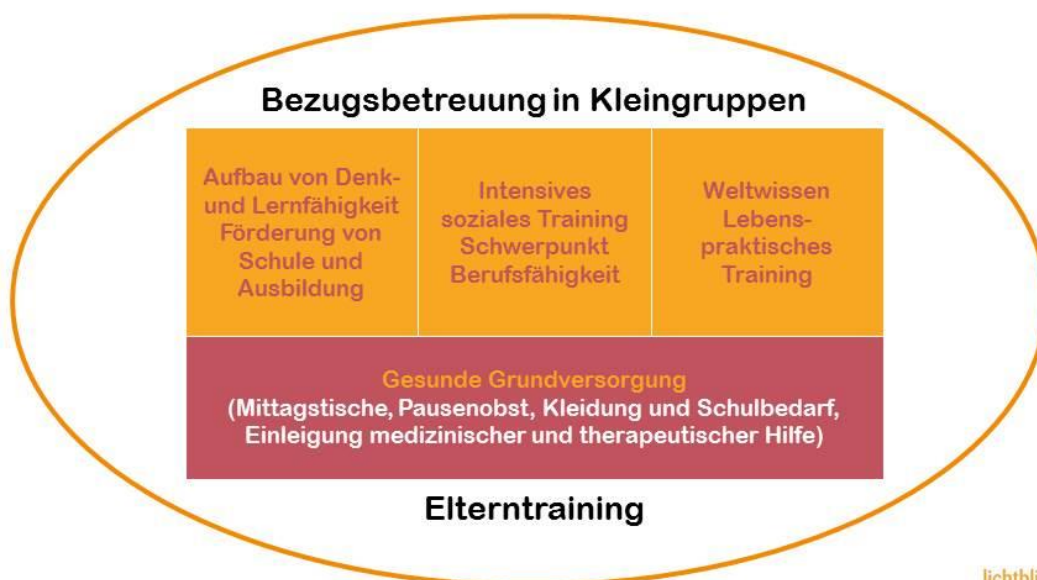 Bezugsbetreuung in Kleingruppen
Aufbau von Denk-
und Lernfähigkeit
Förderung von
Schule und
Ausbildung
Intensives
soziales Training
Schwerpunkt
Berufsfähigkeit
Weltwissen
Lebens-
praktisches
Training
Gesunde Grundversorgung
(Mittagstische, Pausenobst, Kleidung und Schulbedarf,
Einleigung medizinischer und therapeutischer Hilfe)
Elterntraining